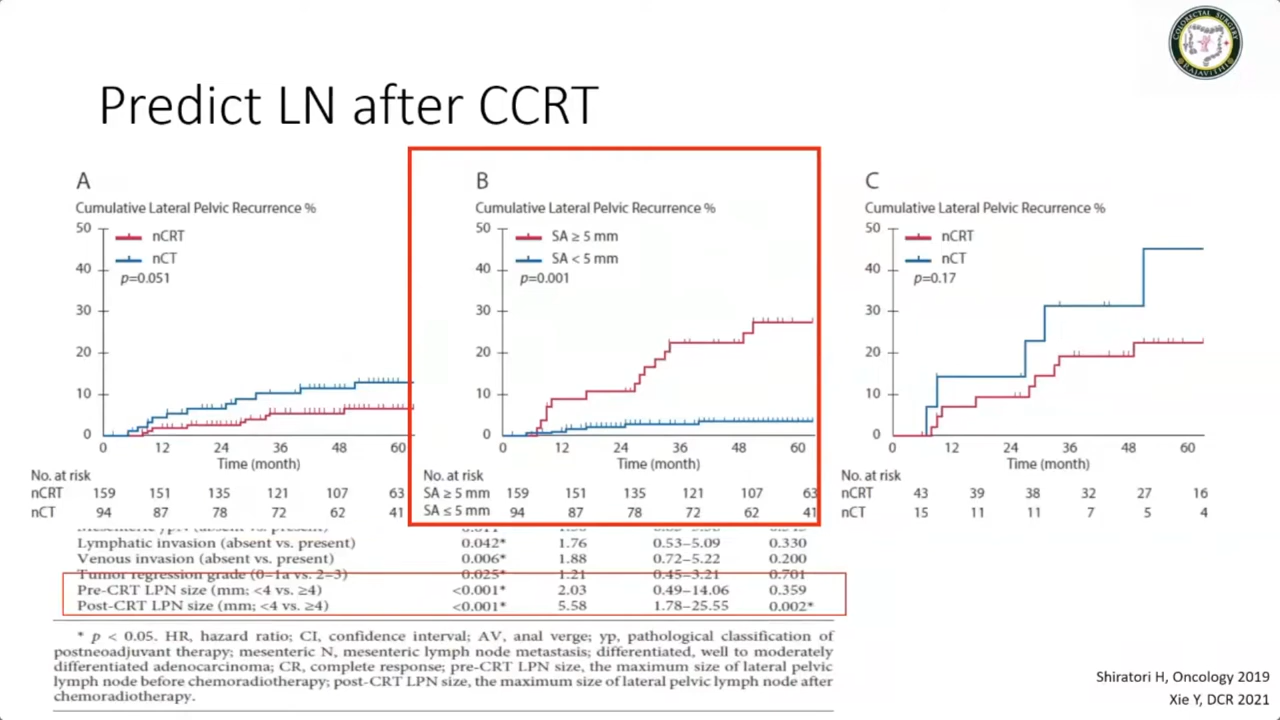 COLORECTAL SURGERY
RAJAVITHI
Predict LN after CCRT
A
Cumulative Lateral Pelvic Recurrence %
50
40
30
20
10
0
nCRT
nCT
p=0.051
0 12 24 36 48 60
Time (month)
No. at risk
nCRT 159 151 135 121 107 63
nCT 94 87 78 72 62 41
B
Cumulative Lateral Pelvic Recurrence %
50
40
30
20
10
0
SA ≥ 5 mm
SA < 5 mm
p=0.001
0 12 24 36 48 60
Time (month)
No. at risk
SA ≥ 5 mm 159 151 135 121 107 63
SA ≤ 5 mm 94 87 78 72 62 41
C
Cumulative Lateral Pelvic Recurrence %
50
40
30
20
10
0
nCRT
nCT
p=0.17
0 12 24 36 48 60
Time (month)
No. at risk
nCRT 43 39 38 32 27 16
nCT 15 11 11 7 5 4
Mesenteric ypN (absent vs. present)
Lymphatic invasion (absent vs. present) 0.042* 1.76 0.53–5.09 0.330
Venous invasion (absent vs. present) 0.006* 1.88 0.72–5.22 0.200
Tumor regression grade (0–1a vs. 2–3) 0.025* 1.21 0.45–3.21 0.701
Pre-CRT LPN size (mm; <4 vs. ≥4) <0.001* 2.03 0.49–14.06 0.359
Post-CRT LPN size (mm; <4 vs. ≥4) <0.001* 5.58 1.78–25.55 0.002*
* p < 0.05. HR, hazard ratio; CI, confidence interval; AV, anal verge; yp, pathological classification of
postneoadjuvant therapy; mesenteric N, mesenteric lymph node metastasis; differentiated, well to moderately
differentiated adenocarcinoma; CR, complete response; pre-CRT LPN size, the maximum size of lateral pelvic
lymph node before chemoradiotherapy; post-CRT LPN size, the maximum size of lateral pelvic lymph node after
chemoradiotherapy.
Shiratori H, Oncology 2019
Xie Y, DCR 2021